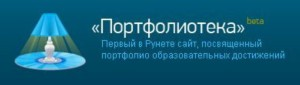 «Портфолиотека» beta
Первый в Рунете сайт, посвященный
портфолио образовательных достижений